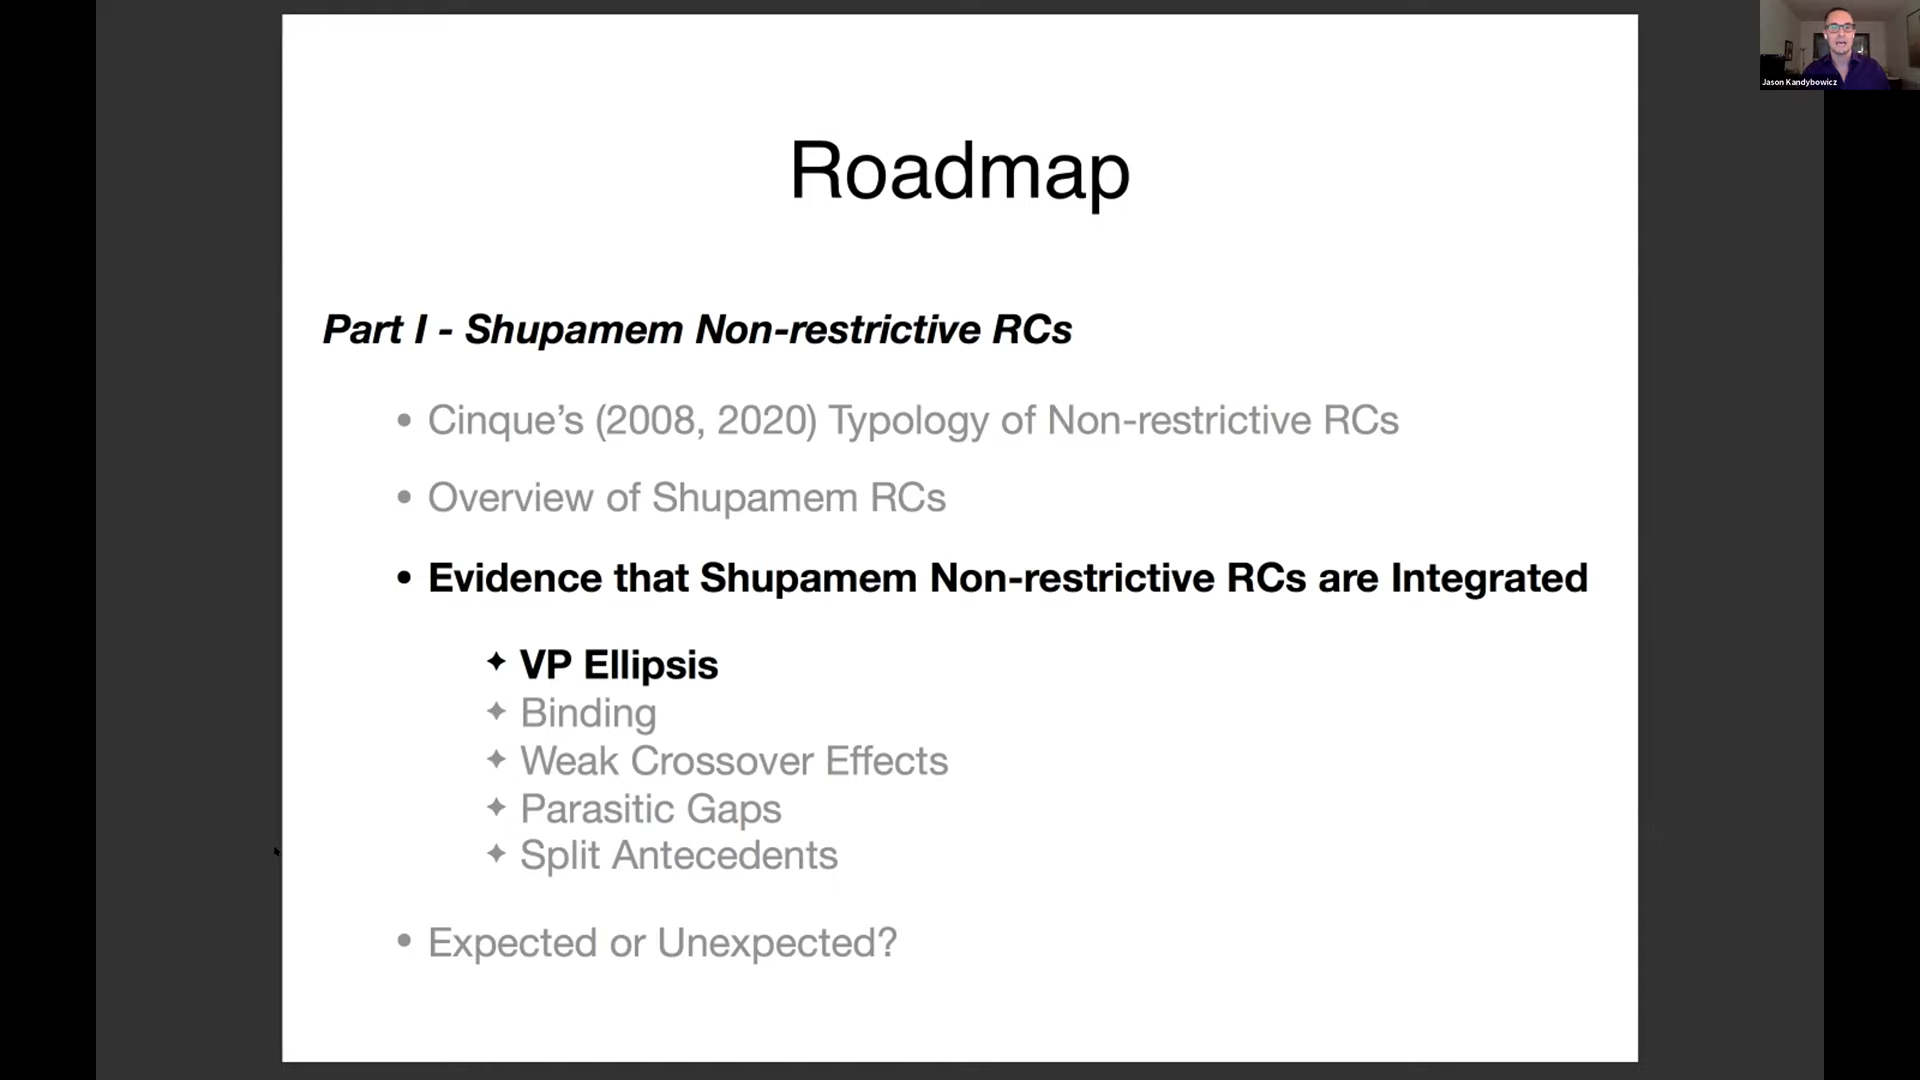 Jason Kandybowicz
Roadmap
Part I - Shupamem Non-restrictive RCs
• Cinque’s (2008, 2020) Typology of Non-restrictive RCs
• Overview of Shupamem RCs
• Evidence that Shupamem Non-restrictive RCs are Integrated
✦ VP Ellipsis
✦ Binding
✦ Weak Crossover Effects
✦ Parasitic Gaps
✦ Split Antecedents
• Expected or Unexpected?